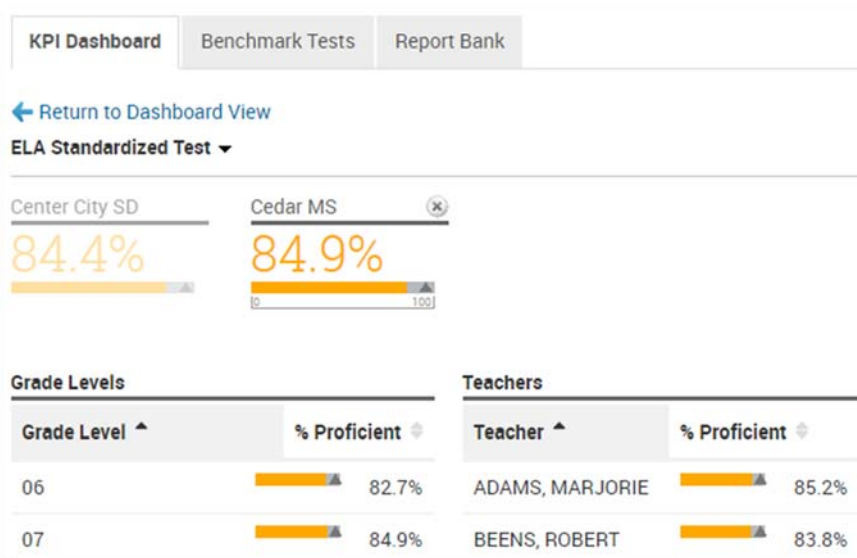 KPI Dashboard Benchmark Tests Report Bank
Return to Dashboard View
ELA Standardized Test
Center City SD Cedar MS
84.4% 84.9%
0 100
Grade Levels Teachers
Grade Level % Proficient Teacher % Proficient
06 82.7% ADAMS, MARJORIE 85.2%
07 84.9% BEENS, ROBERT 83.8%